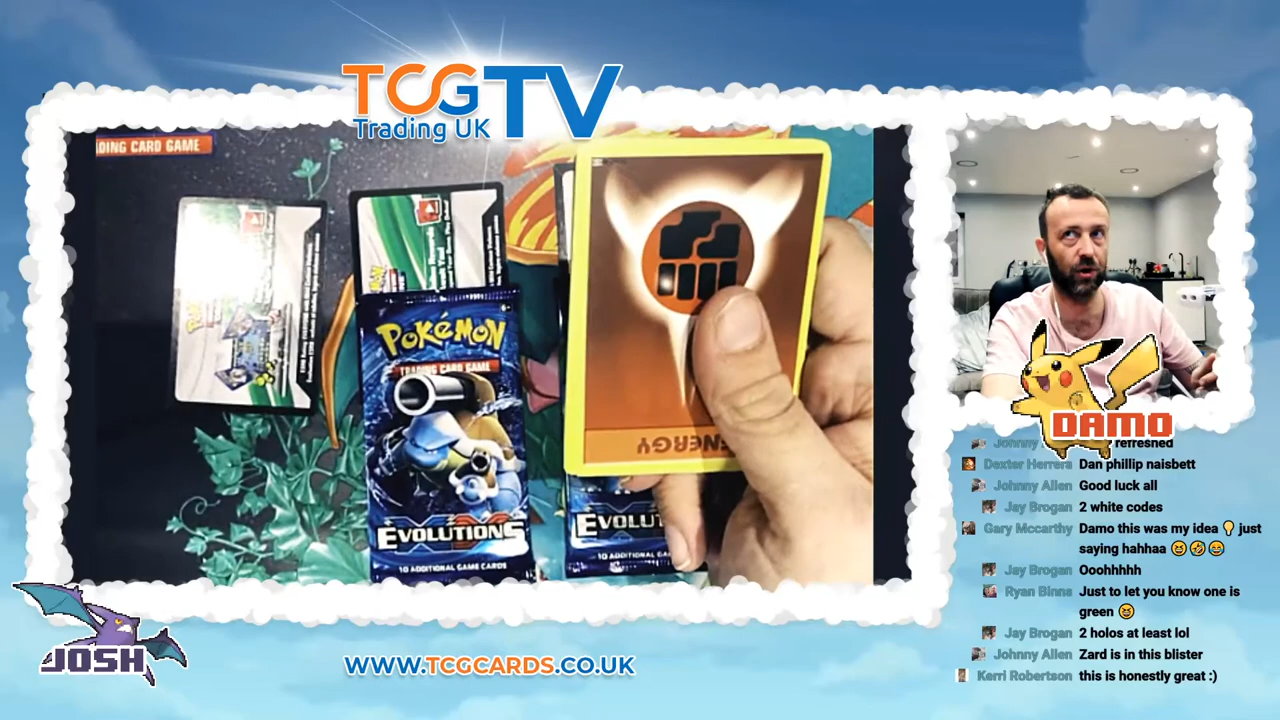 TCG TV
Trading UK
DING CARD GAME
POKéMON
TRADING CARD GAME
EVOLUTIONS
10 ADDITIONAL GAME CARDS
EVOLUT
10 ADDITIONAL GA
ENERGY
DAMO
JOSH
WWW.TCGCARDS.CO.UK
Johnny refreshed
Dexter Herrera Dan phillip naisbett
Johnny Allen Good luck all
Jay Brogan 2 white codes
Gary Mccarthy Damo this was my idea 💡 just
saying hahhaa 😆 🤣 😂
Jay Brogan Ooohhhhh
Ryan Binns Just to let you know one is
green 😆
Jay Brogan 2 holos at least lol
Johnny Allen Zard is in this blister
Kerri Robertson this is honestly great :)